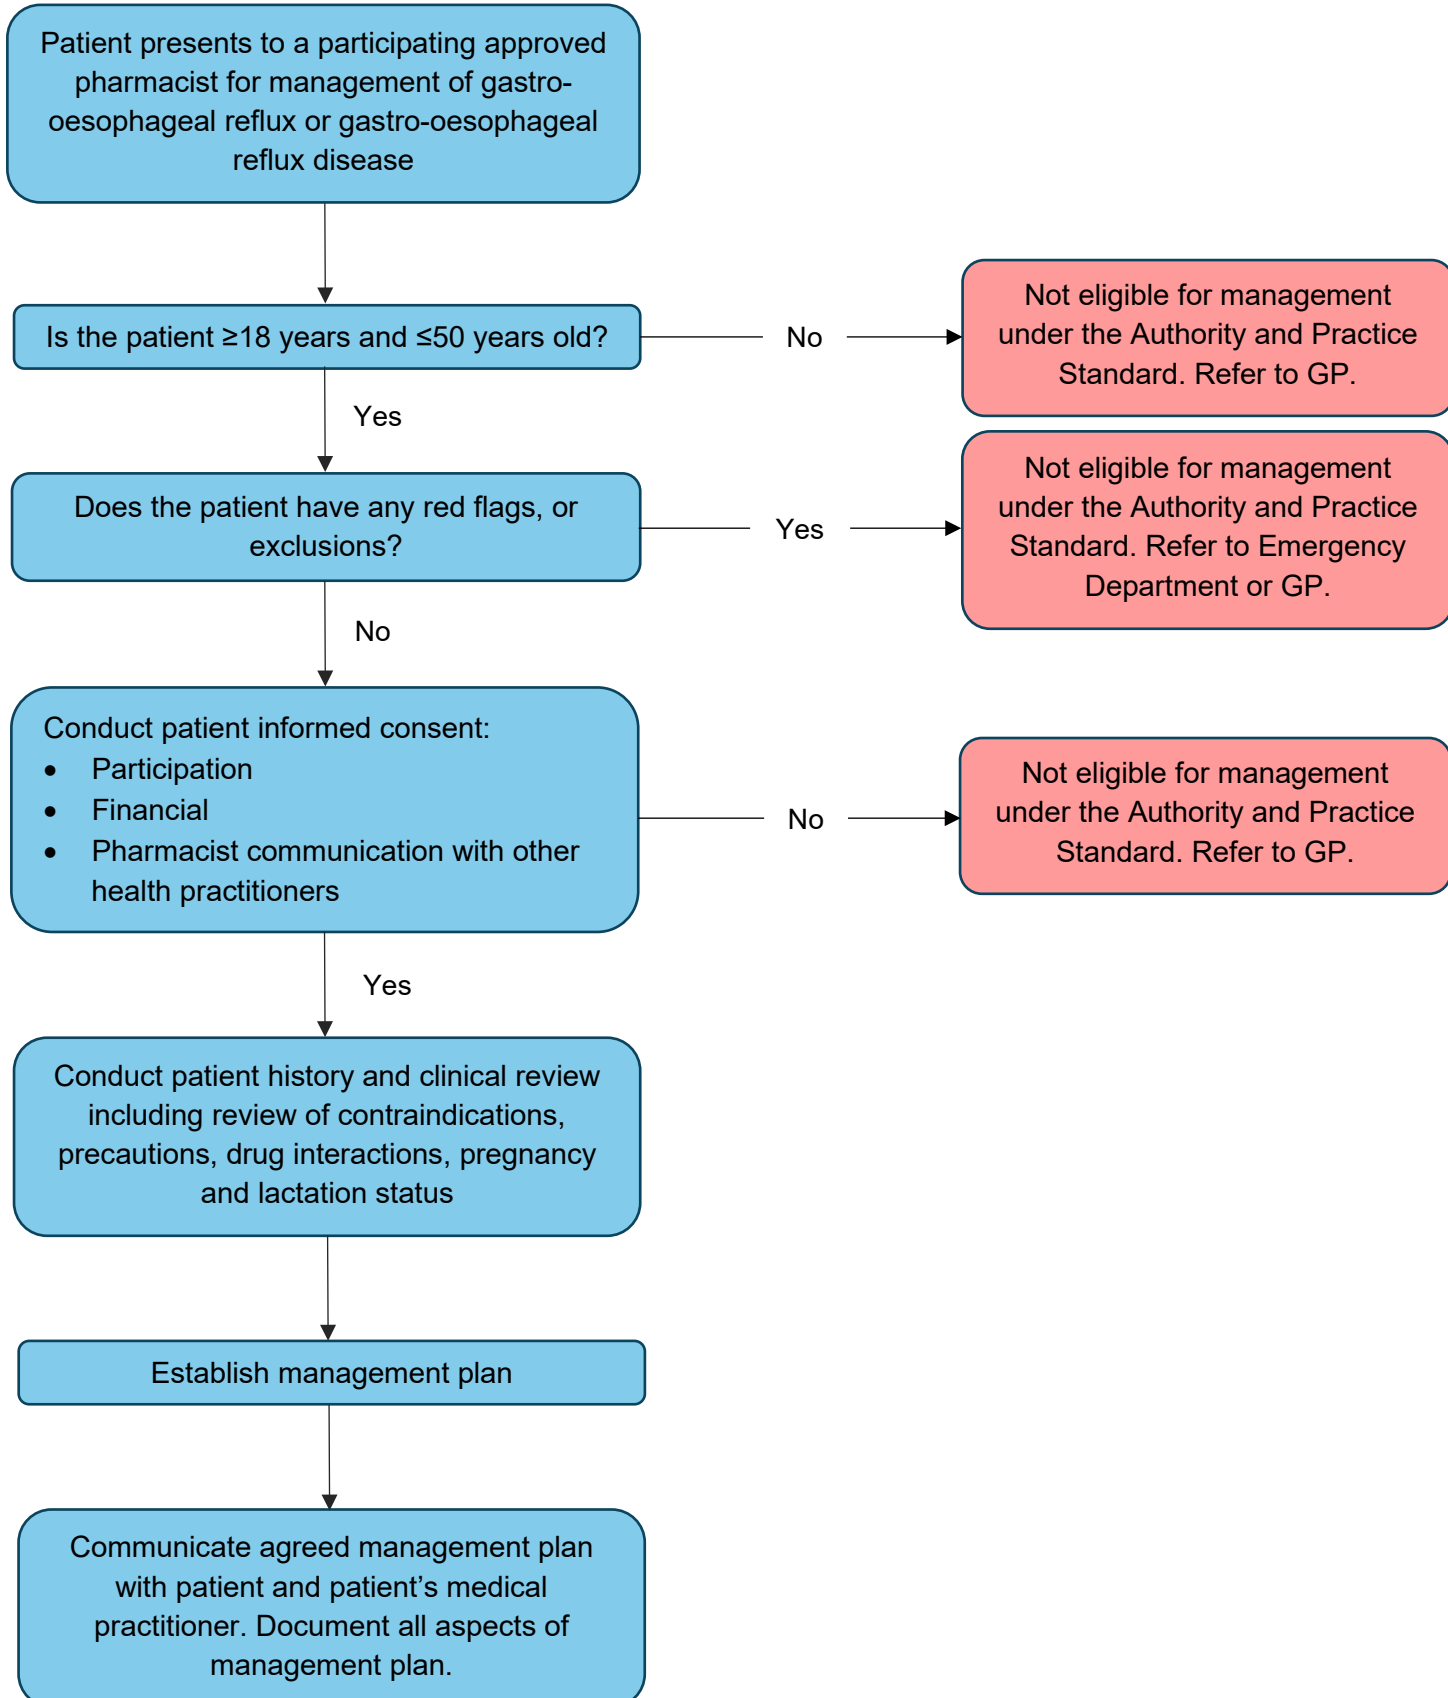 Patient presents to a participating approved
pharmacist for management of gastro-
oesophageal reflux or gastro-oesophageal
reflux disease
Is the patient ≥18 years and ≤50 years old?
No
Not eligible for management
under the Authority and Practice
Standard. Refer to GP.
Yes
Does the patient have any red flags, or
exclusions?
Yes
Not eligible for management
under the Authority and Practice
Standard. Refer to Emergency
Department or GP.
No
Conduct patient informed consent:
• Participation
• Financial
• Pharmacist communication with other
health practitioners
No
Not eligible for management
under the Authority and Practice
Standard. Refer to GP.
Yes
Conduct patient history and clinical review
including review of contraindications,
precautions, drug interactions, pregnancy
and lactation status
Establish management plan
Communicate agreed management plan
with patient and patient’s medical
practitioner. Document all aspects of
management plan.